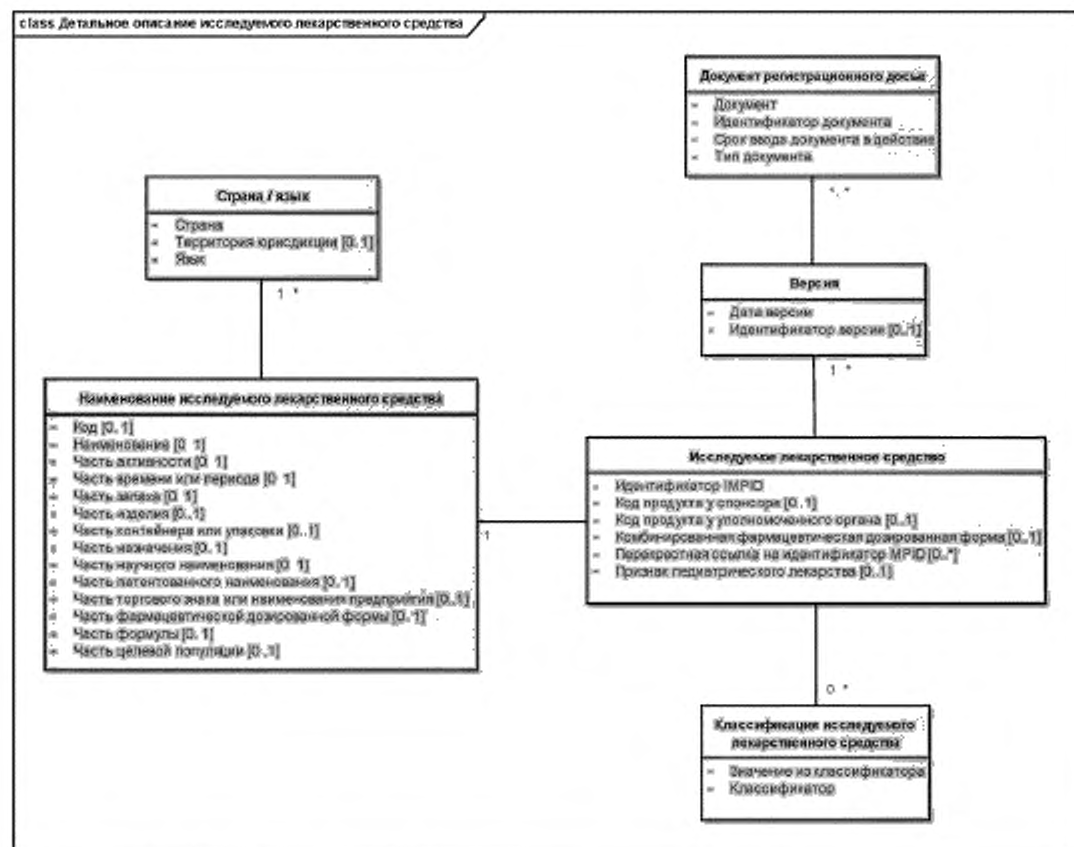 class Детальное описание исследуемого лекарственного средства
Документ регистрационного досье
- Документ
- Идентификатор документа
- Срок ввода документа в действие
- Тип документа
1..*
Страна / язык
- Страна
- Территория юрисдикции [0..1]
- Язык
1..*
Версия
- Дата версии
- Идентификатор версии [0..1]
1..*
Наименование исследуемого лекарственного средства
- Код [0..1]
- Наименование [0..1]
- Часть активности [0..1]
- Часть времени или периода [0..1]
- Часть запаха [0..1]
- Часть изделия [0..1]
- Часть контейнера или упаковки [0..1]
- Часть назначения [0..1]
- Часть научного наименования [0..1]
- Часть патентованного наименования [0..1]
- Часть торгового знака или наименования предприятия [0..1]
- Часть фармацевтической дозированной формы [0..1]
- Часть формулы [0..1]
- Часть целевой популяции [0..1]
1
Исследуемое лекарственное средство
- Идентификатор IMPID
- Код продукта у спонсора [0..1]
- Код продукта у уполномоченного органа [0..1]
- Комбинированная фармацевтическая дозированная форма [0..1]
- Перекрестная ссылка на идентификатор MPID [0..*]
- Признак педиатрического лекарства [0..1]
0..*
Классификация исследуемого
лекарственного средства
- Значение из классификатора
- Классификатор